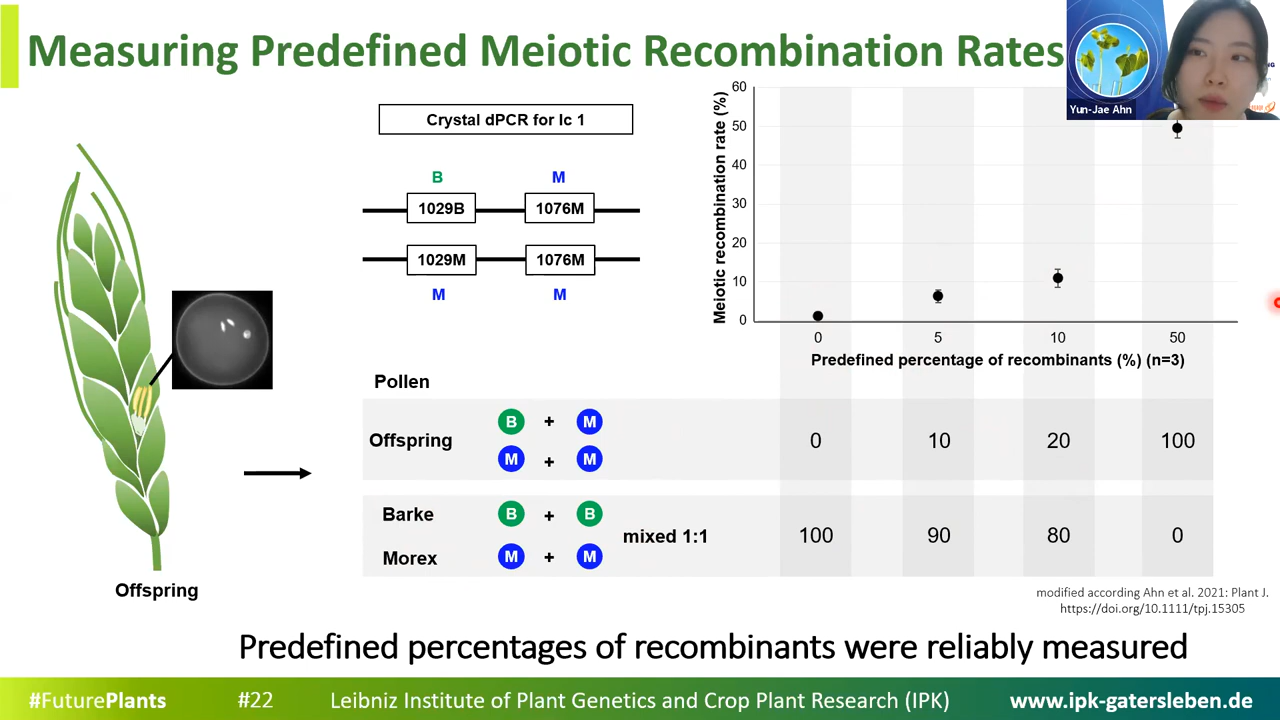 Measuring Predefined Meiotic Recombination Rates
Yun-Jae Ahn
Crystal dPCR for Ic 1
B
M
1029B
1076M
1029M
1076M
M
M
Meiotic recombination rate (%)
60
50
40
30
20
10
0
0
5
10
50
Predefined percentage of recombinants (%) (n=3)
Pollen
Offspring
B + M
M + M
0
10
20
100
Barke
B + B
Morex
M + M
mixed 1:1
100
90
80
0
Offspring
modified according Ahn et al. 2021: Plant J.
https://doi.org/10.1111/tpj.15305
Predefined percentages of recombinants were reliably measured
#FuturePlants
#22
Leibniz Institute of Plant Genetics and Crop Plant Research (IPK)
www.ipk-gatersleben.de